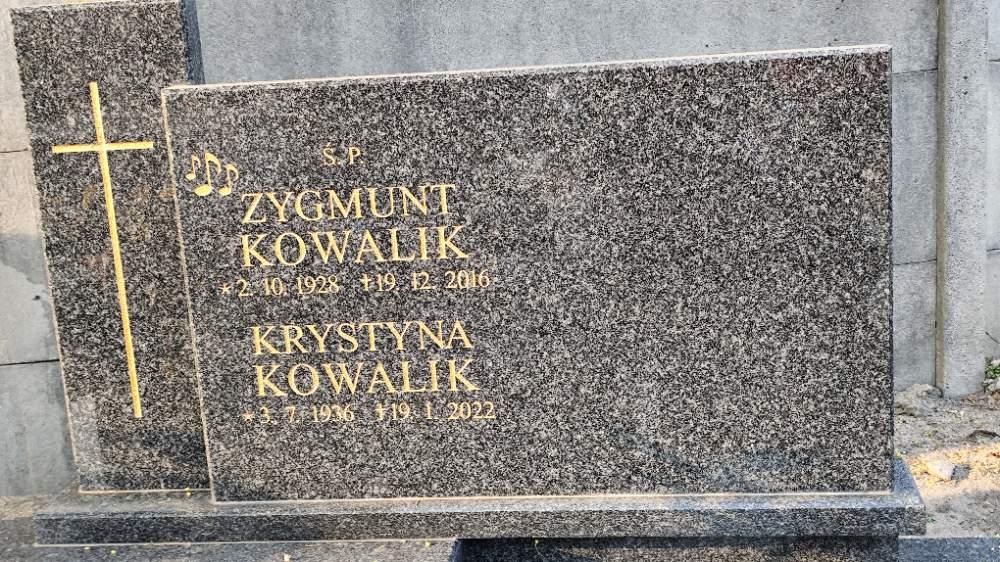 Ś. P.
ZYGMUNT
KOWALIK
*2. 10. 1928 †19. 12. 2016
KRYSTYNA
KOWALIK
*3. 7. 1936 †19. 1. 2022